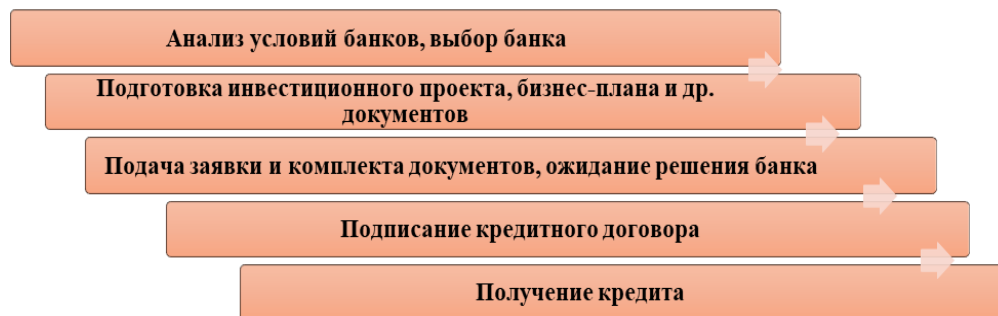 Анализ условий банков, выбор банка
Подготовка инвестиционного проекта, бизнес-плана и др.
документов
Подача заявки и комплекта документов, ожидание решения банка
Подписание кредитного договора
Получение кредита